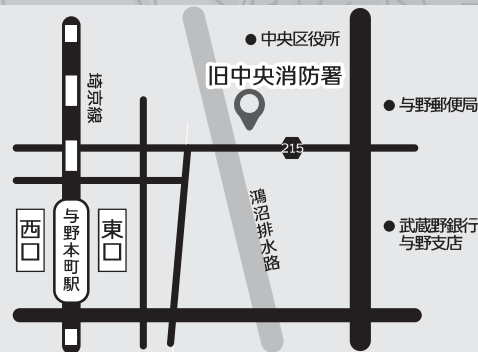 中央区役所
旧中央消防署
埼京線
与野郵便局
215
鴻沼排水路
西口
与野本町駅
東口
武蔵野銀行
与野支店